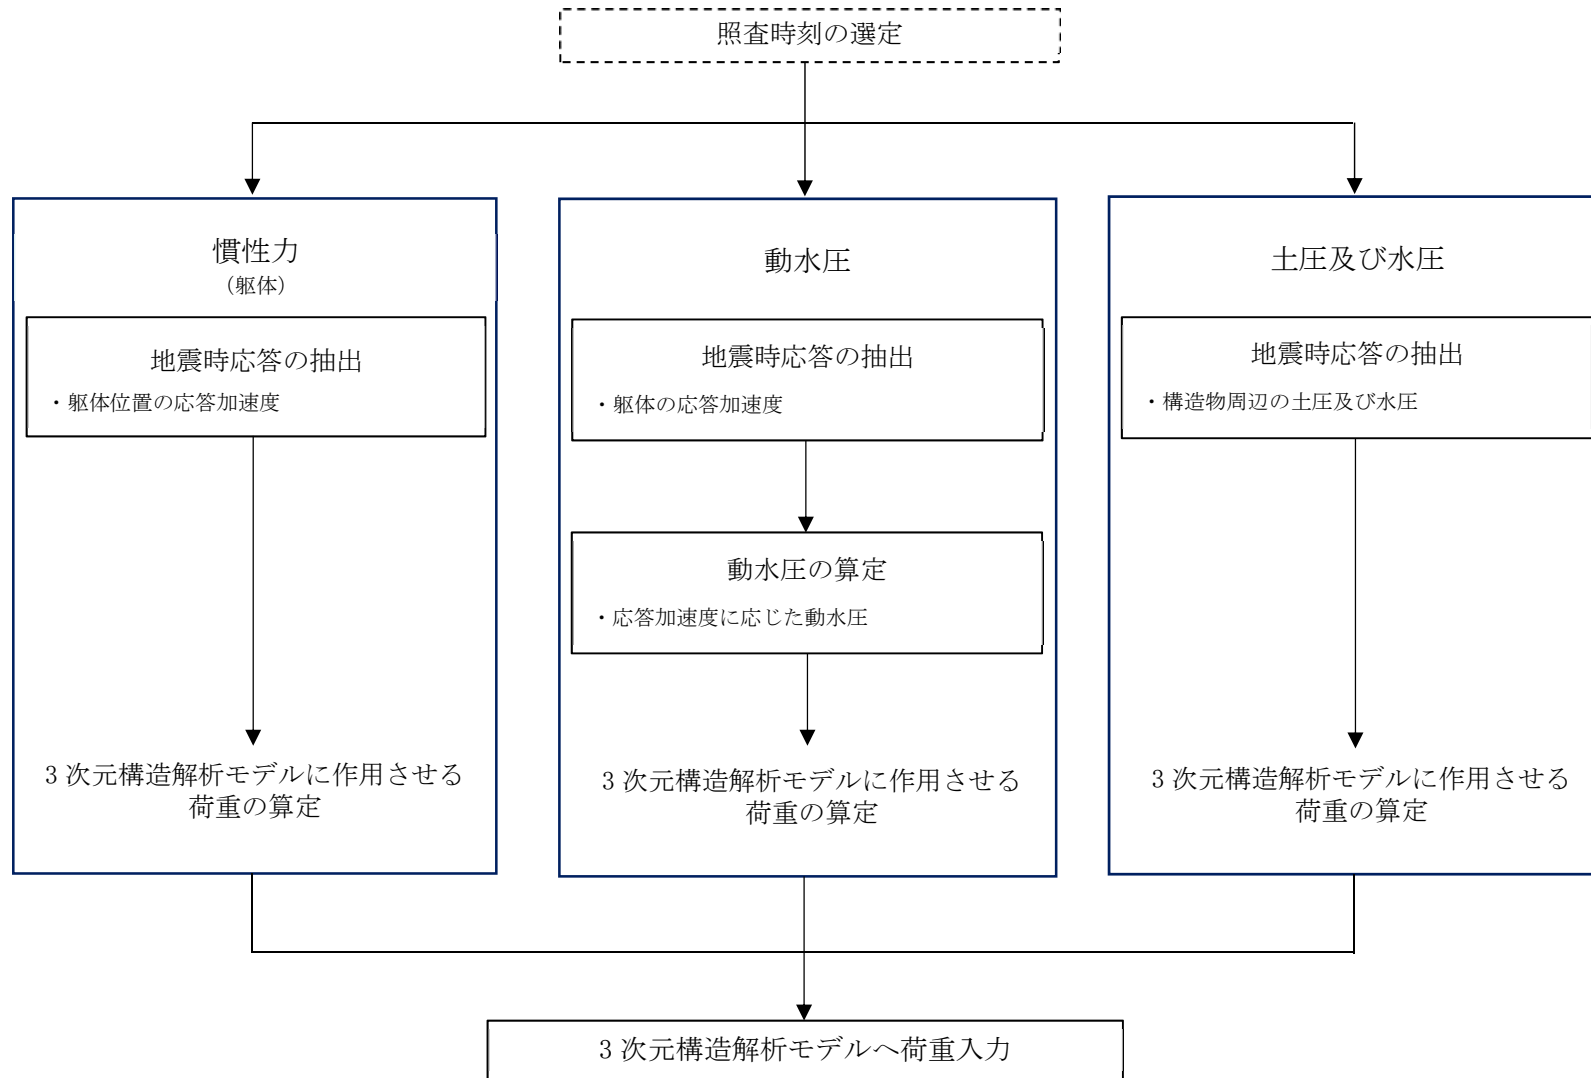 照査時刻の選定
慣性力
(躯体)
地震時応答の抽出
・躯体位置の応答加速度
3 次元構造解析モデルに作用させる
荷重の算定
動水圧
地震時応答の抽出
・躯体の応答加速度
動水圧の算定
・応答加速度に応じた動水圧
3 次元構造解析モデルに作用させる
荷重の算定
土圧及び水圧
地震時応答の抽出
・構造物周辺の土圧及び水圧
3 次元構造解析モデルに作用させる
荷重の算定
3 次元構造解析モデルへ荷重入力